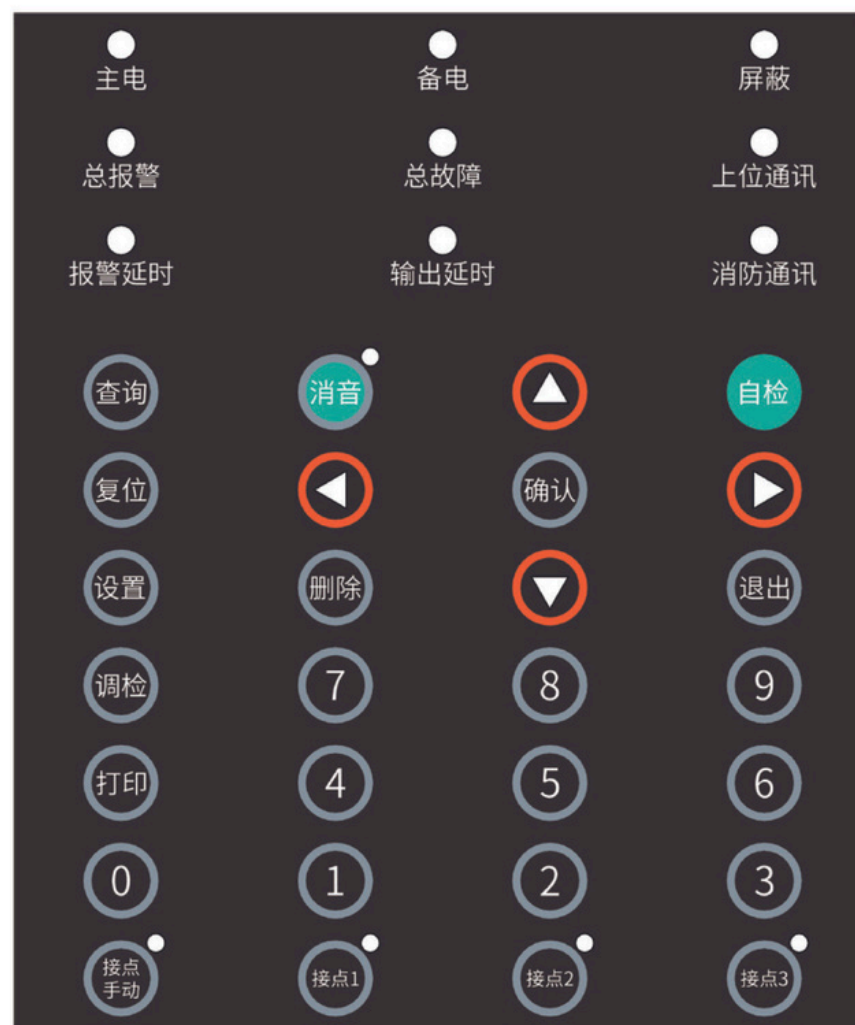 主电
备电
屏蔽
总报警
总故障
上位通讯
报警延时
输出延时
消防通讯
查询
消音
自检
复位
确认
设置
删除
退出
调检
7
8
9
打印
4
5
6
0
1
2
3
接点
手动
接点1
接点2
接点3